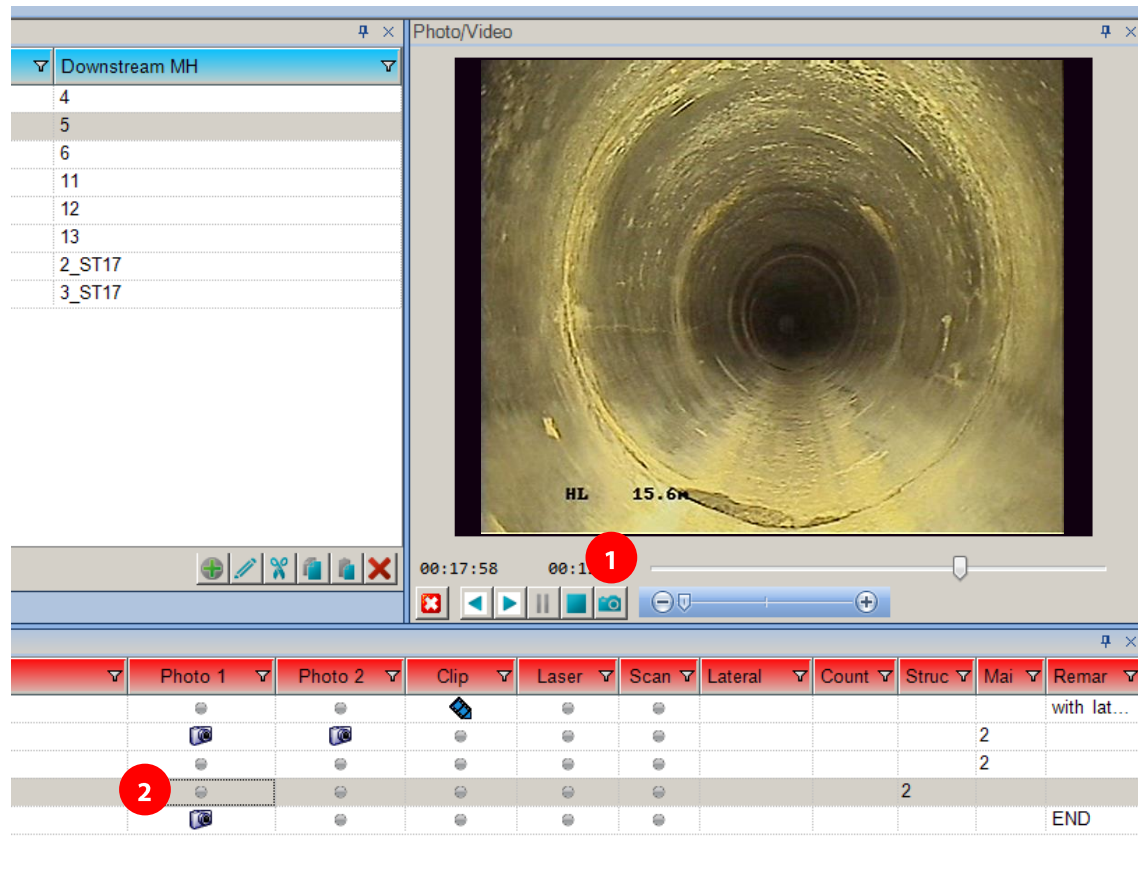 Photo/Video
Downstream MH
4
5
6
11
12
13
2_ST17
3_ST17
HL 15.6M
1
00:17:58 00:1
Photo 1 Photo 2 Clip Laser Scan Lateral Count Struc Mai Remar
with lat...
2
2
2 2
END